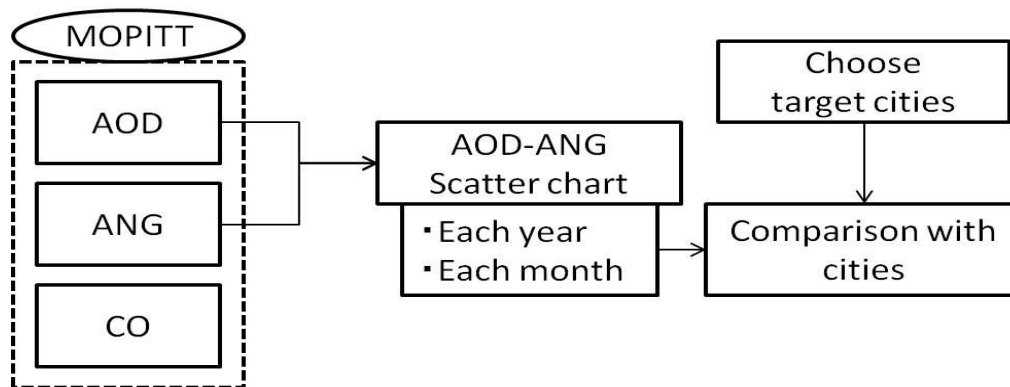 MOPITT
AOD
ANG
CO
AOD-ANG
Scatter chart
・Each year
・Each month
Choose
target cities
Comparison with
cities